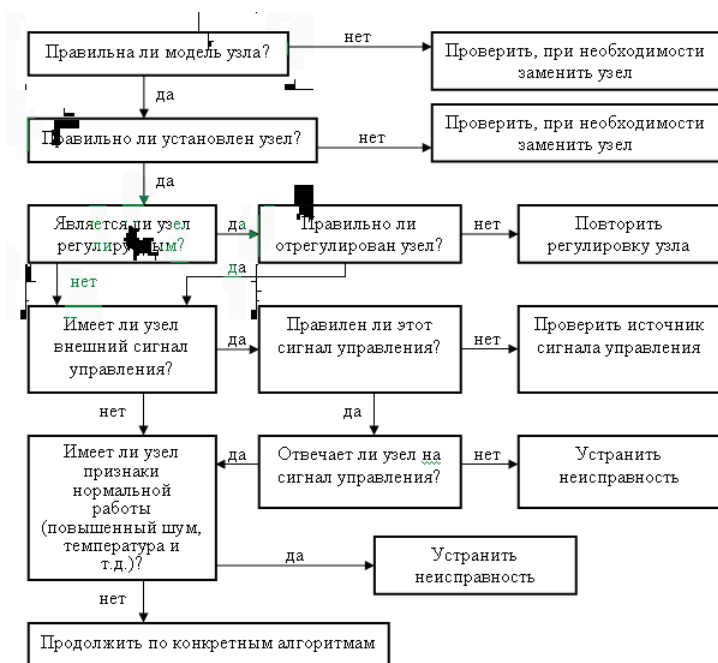 Правильна ли модель узла?
нет
Проверить, при необходимости
заменить узел
да
Правильно ли установлен узел?
нет
Проверить, при необходимости
заменить узел
да
Является ли узел
регулируемым?
да
Правильно ли
отрегулирован узел?
нет
Повторить
регулировку узла
да
нет
Имеет ли узел
внешний сигнал
управления?
да
Правилен ли этот
сигнал управления?
нет
Проверить источник
сигнала управления
нет
да
Имеет ли узел
признаки
нормальной
работы
(повышенный шум,
температура и
т.д.)?
да
Отвечает ли узел на
сигнал управления?
нет
Устранить
неисправность
да
Устранить
неисправность
нет
Продолжить по конкретным алгоритмам